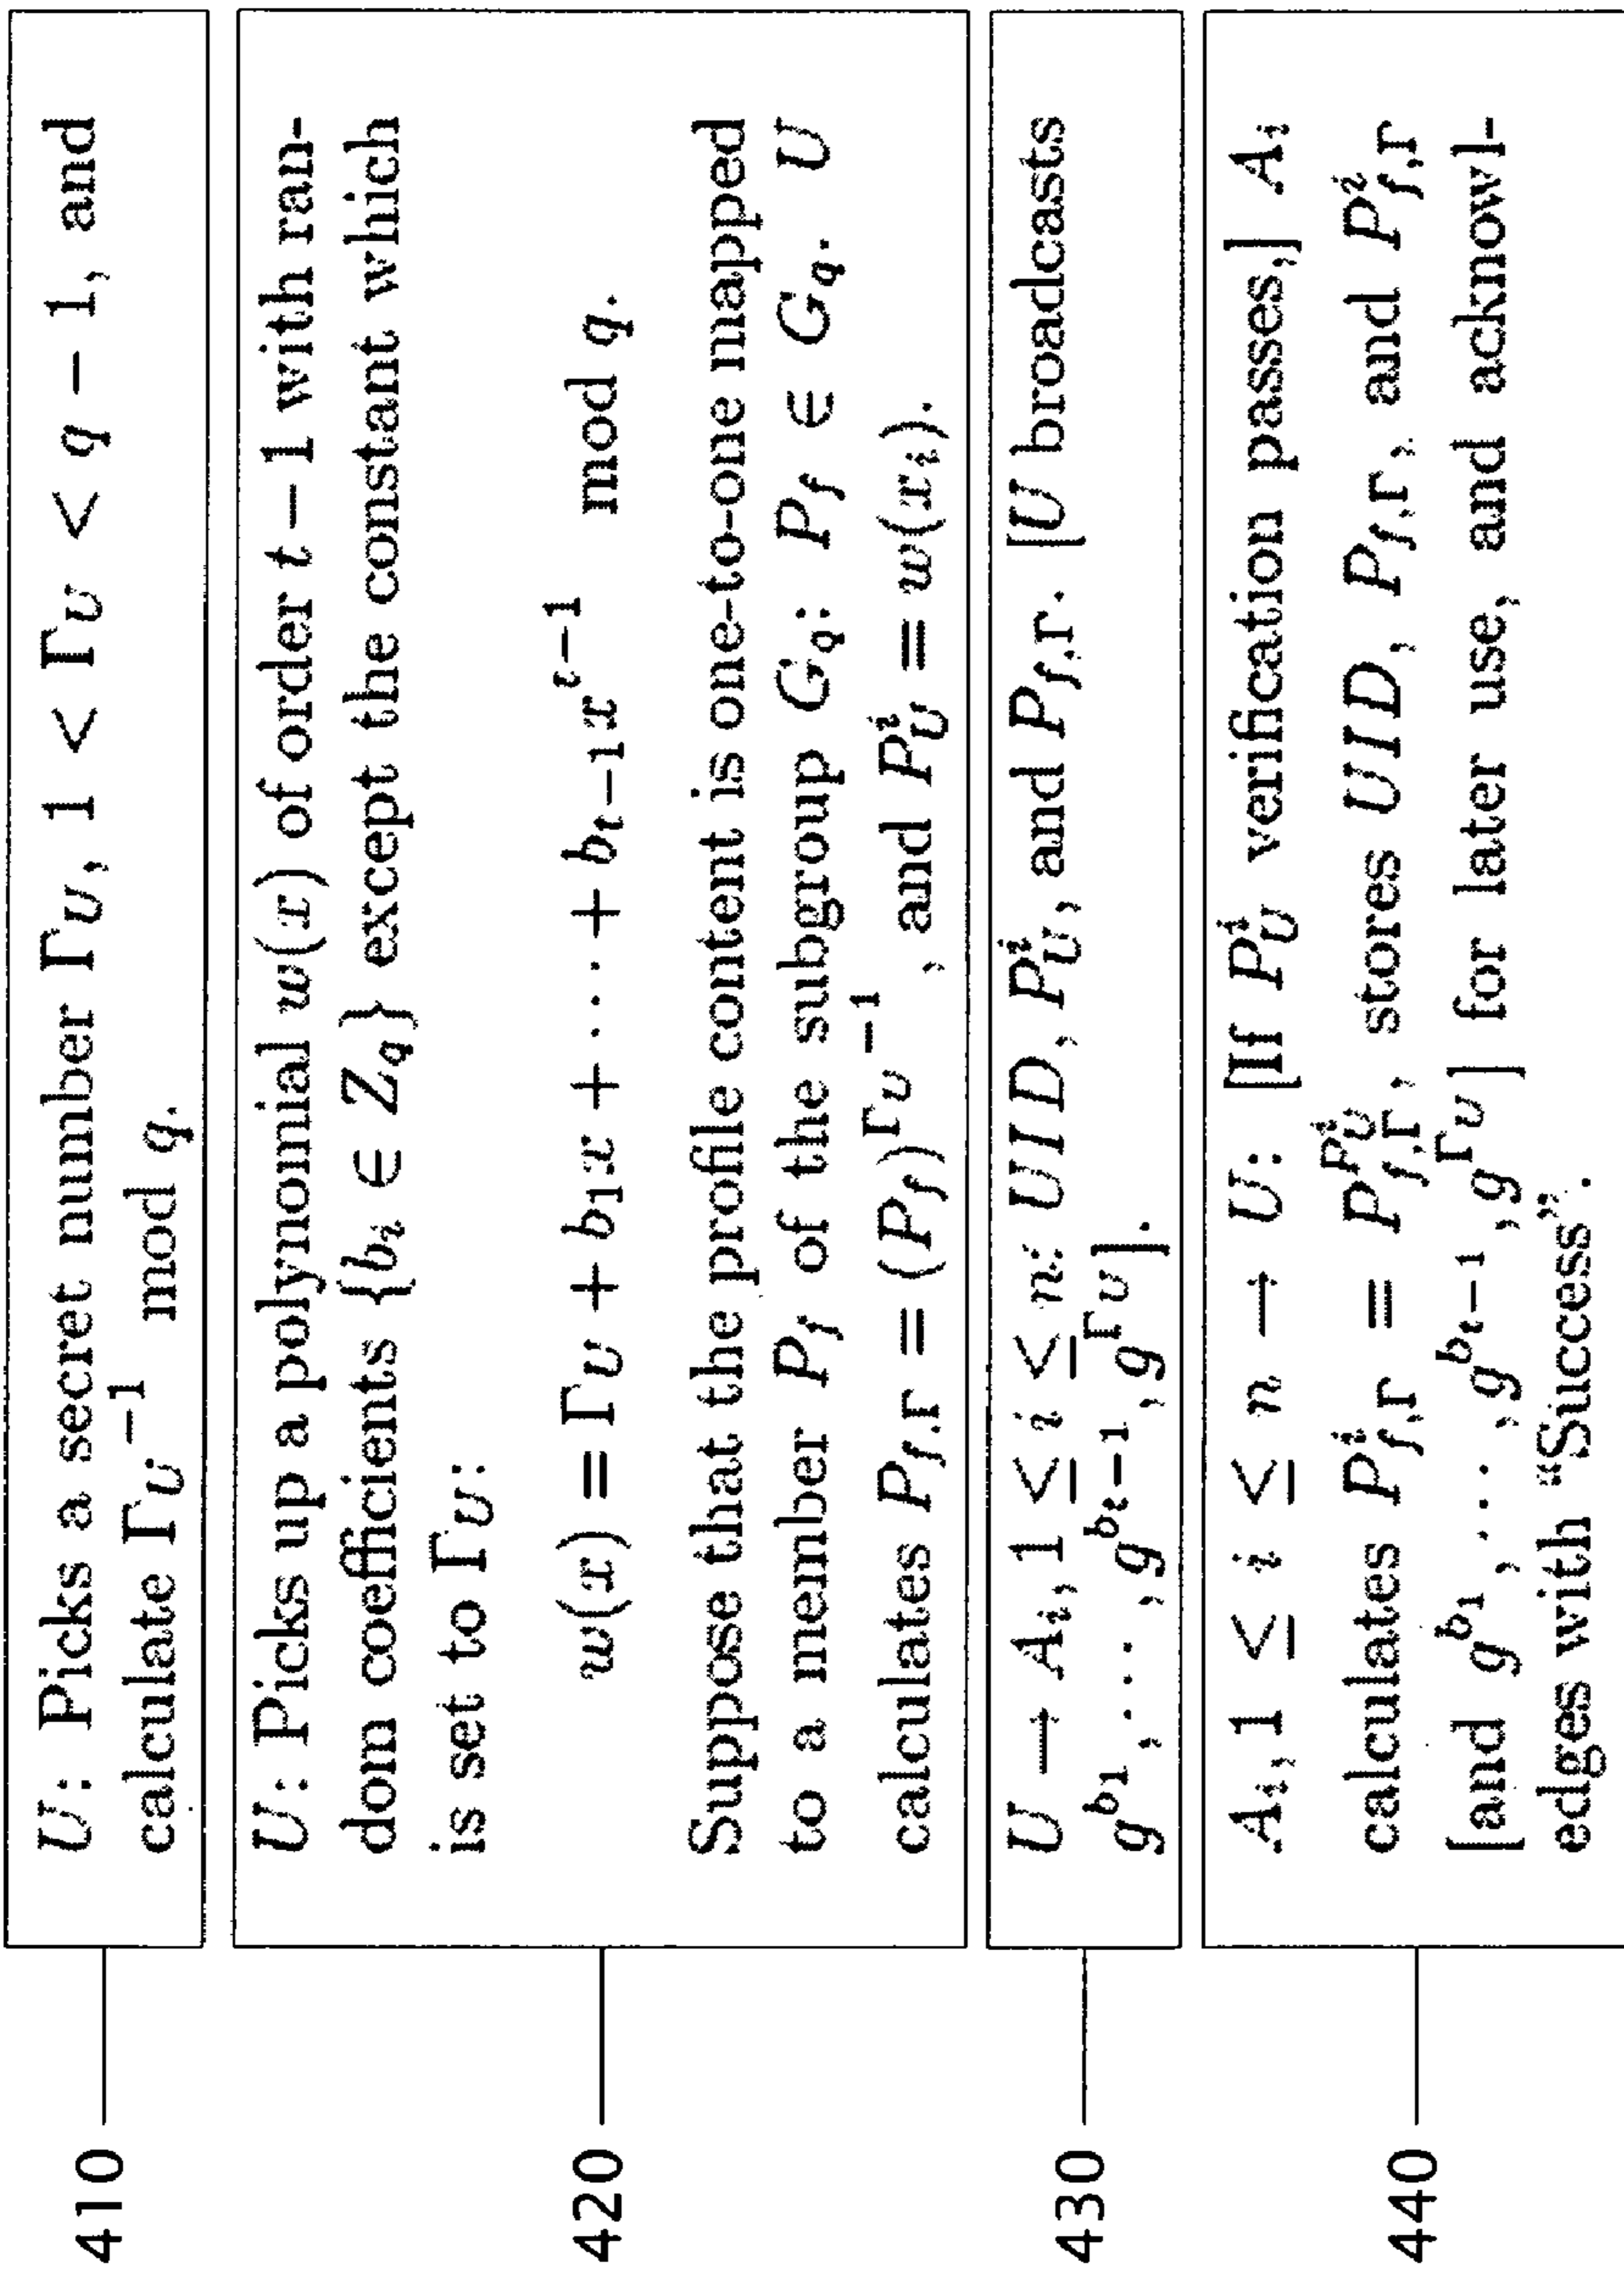 410
U: Picks a secret number Γ_U, 1 < Γ_U < q − 1, and
calculate Γ_U^{−1} mod q.
420
U: Picks up a polynomial w(x) of order t − 1 with ran-
dom coefficients {b_i ∈ Z_q} except the constant which
is set to Γ_U:
w(x) = Γ_U + b_1x + · · · + b_{t−1}x^{t−1} mod q.
Suppose that the profile content is one-to-one mapped
to a member P_f of the subgroup G_q: P_f ∈ G_q. U
calculates P_{f,Γ} = (P_f)^{Γ_U^{−1}}, and P_U^i = w(x_i).
430
U → A_i, 1 ≤ i ≤ n: UID, P_U^i, and P_{f,Γ}. [U broadcasts
g^{b_1}, · · · , g^{b_{t−1}}, g^{Γ_U}].
440
A_i, 1 ≤ i ≤ n → U: [If P_U^i verification passes,] A_i
calculates P_{f,Γ}^i = P_{f,Γ}^{P_U^i}, stores UID, P_{f,Γ}, and P_{f,Γ}^i
[and g^{b_1}, · · · , g^{b_{t−1}}, g^{Γ_U}] for later use, and acknowl-
edges with “Success”.